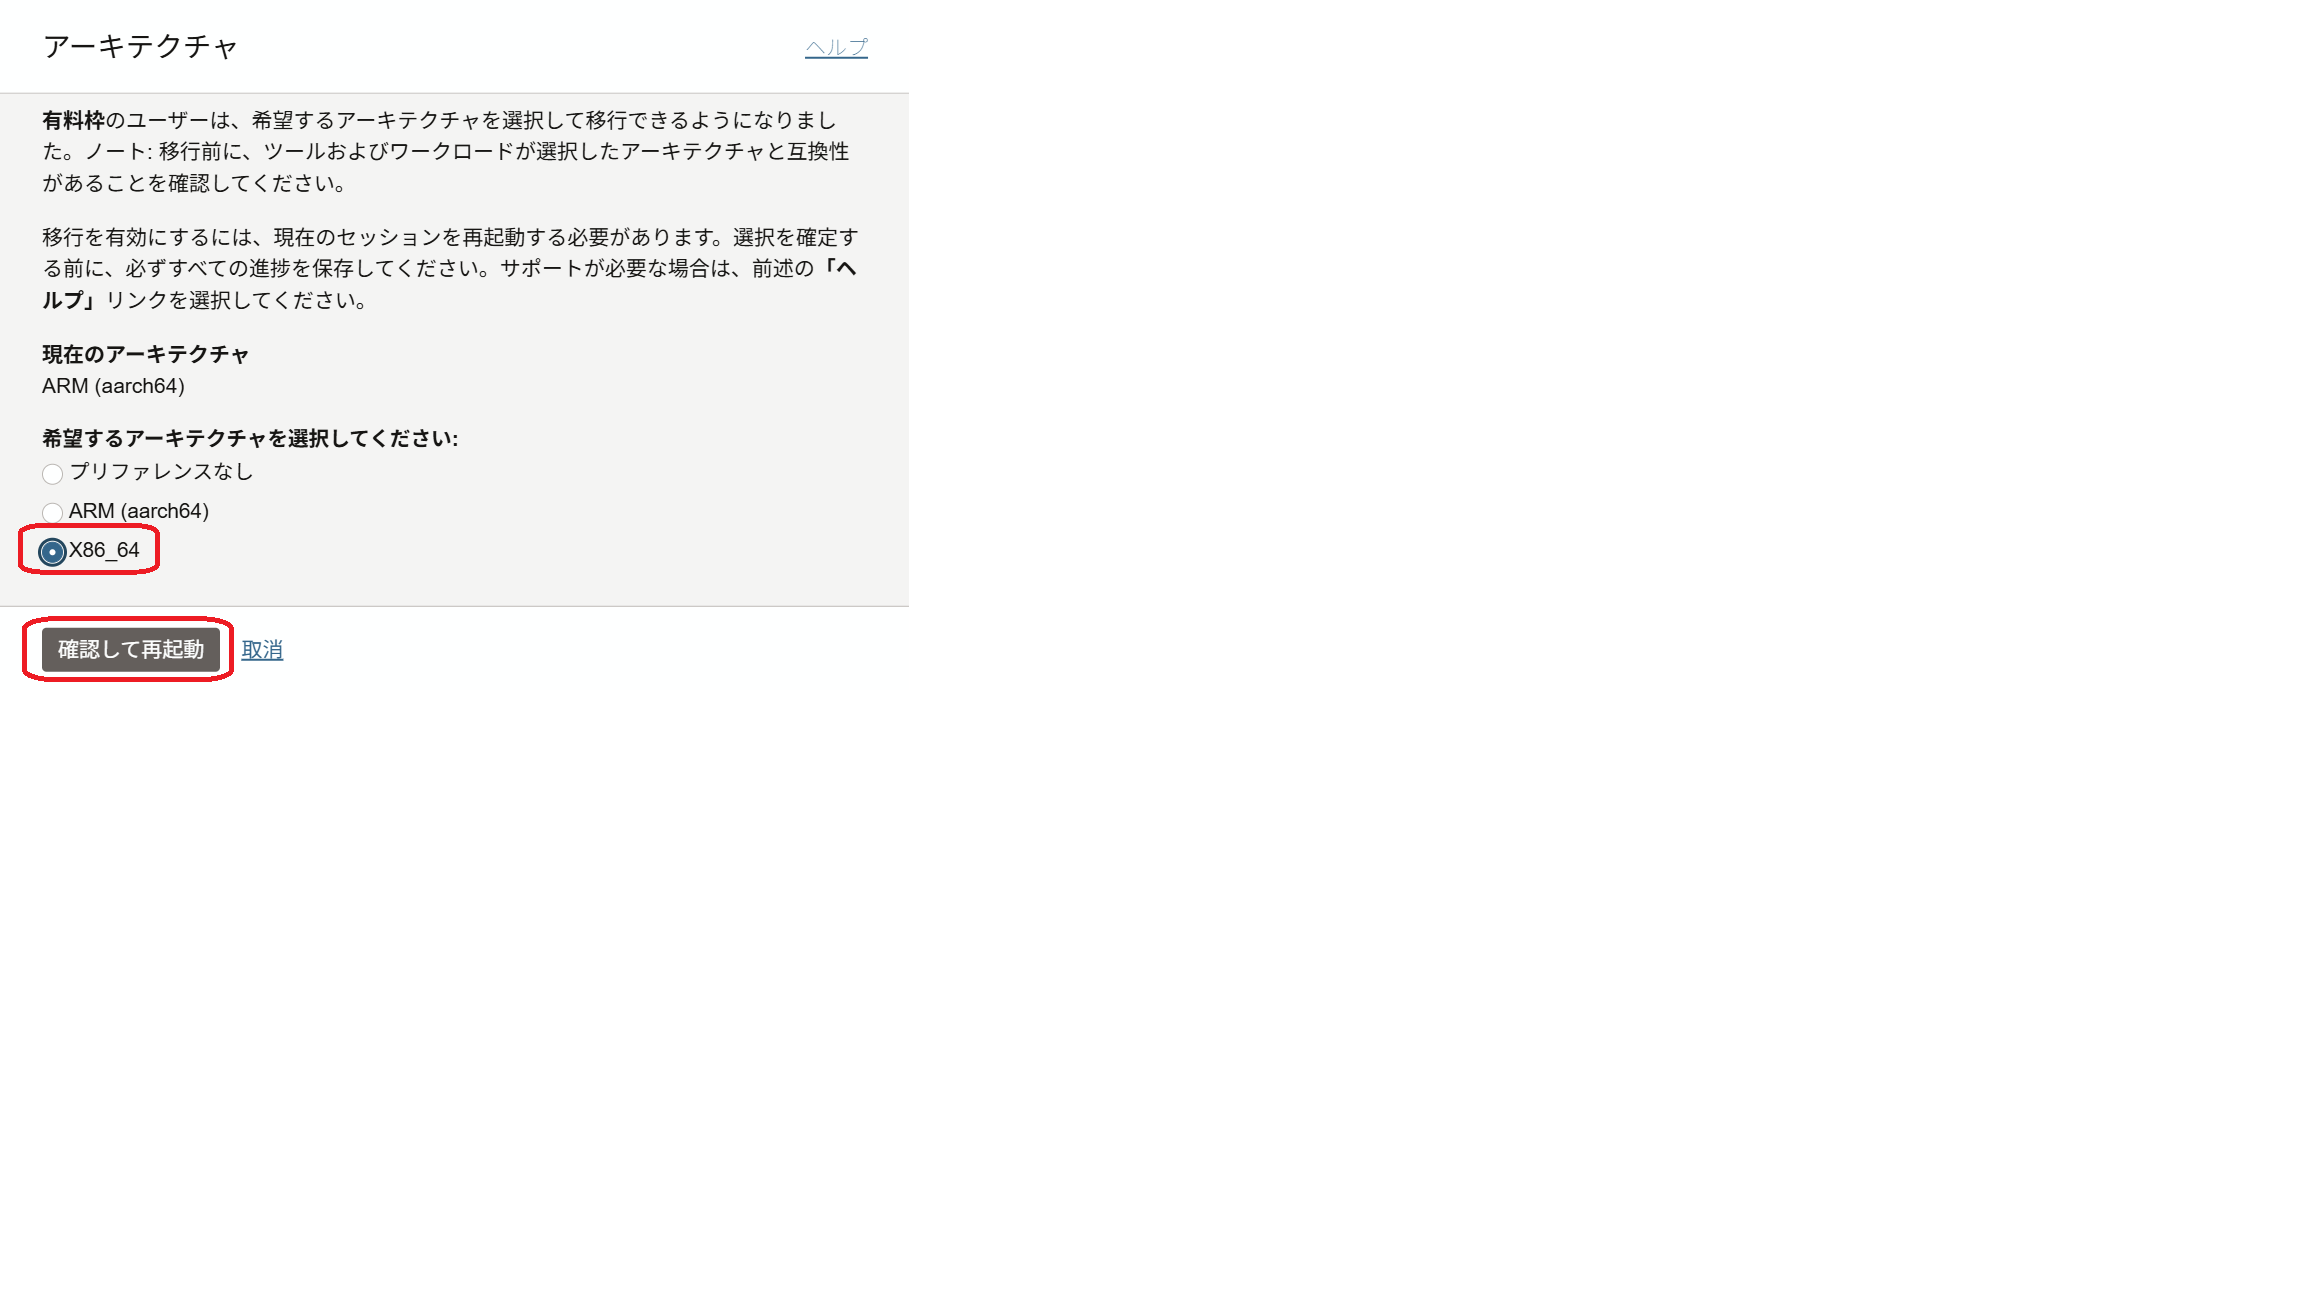 アーキテクチャ
ヘルプ
有料枠のユーザーは、希望するアーキテクチャを選択して移行できるようになりまし
た。ノート: 移行前に、ツールおよびワークロードが選択したアーキテクチャと互換性
があることを確認してください。
移行を有効にするには、現在のセッションを再起動する必要があります。選択を確定す
る前に、必ずすべての進捗を保存してください。サポートが必要な場合は、前述の「ヘ
ルプ」リンクを選択してください。
現在のアーキテクチャ
ARM (aarch64)
希望するアーキテクチャを選択してください:
プリファレンスなし
ARM (aarch64)
X86_64
確認して再起動
取消